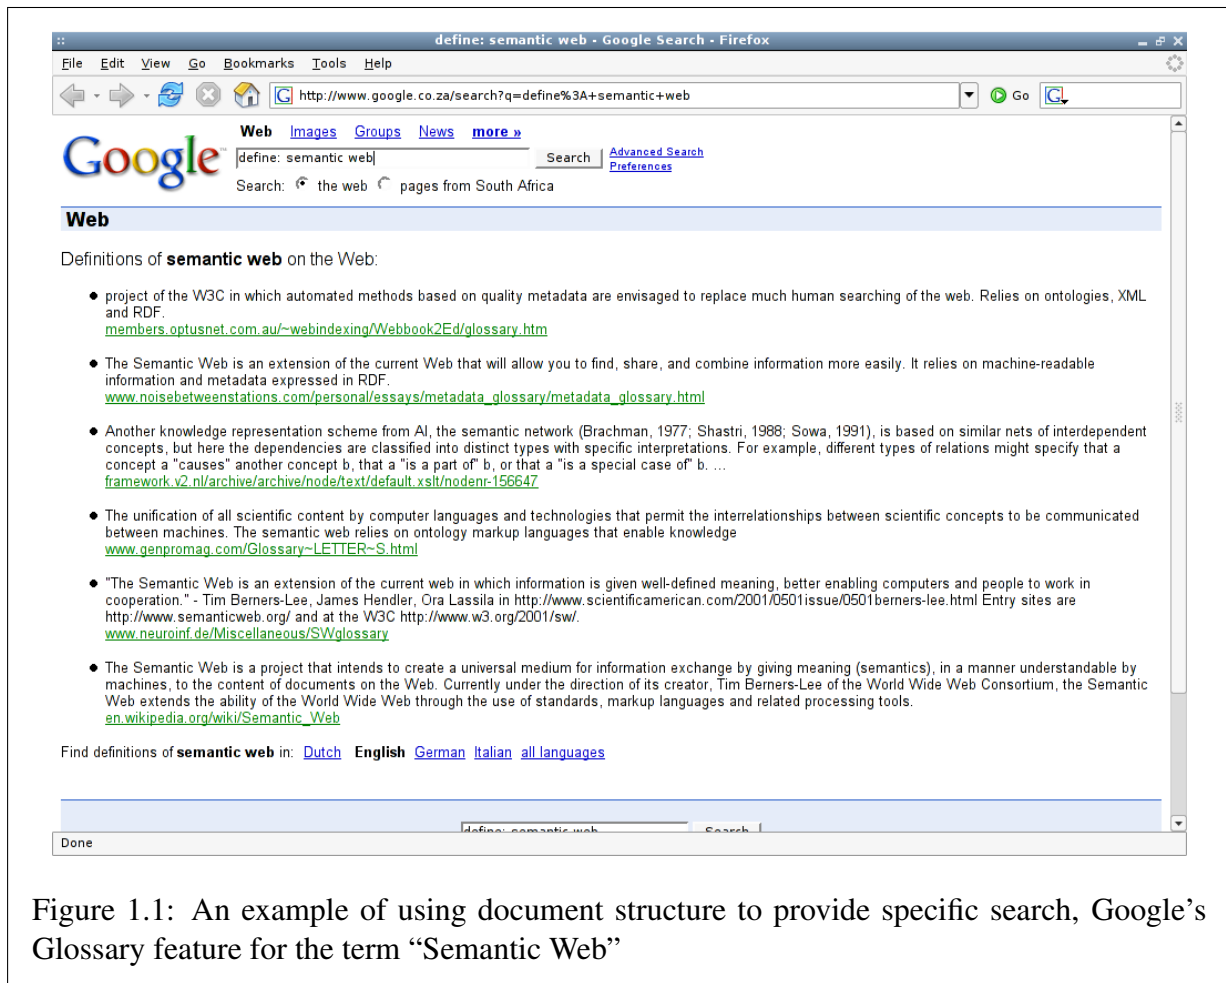 define: semantic web - Google Search - Firefox
File Edit View Go Bookmarks Tools Help
http://www.google.co.za/search?q=define%3A+semantic+web Go
Web Images Groups News more »
Google™
define: semantic web Search Advanced Search
Preferences
Search: the web pages from South Africa
Web
Definitions of semantic web on the Web:
project of the W3C in which automated methods based on quality metadata are envisaged to replace much human searching of the web. Relies on ontologies, XML
and RDF.
members.optusnet.com.au/~webindexing/Webbook2Ed/glossary.htm
The Semantic Web is an extension of the current Web that will allow you to find, share, and combine information more easily. It relies on machine-readable
information and metadata expressed in RDF.
www.noisebetweenstations.com/personal/essays/metadata_glossary/metadata_glossary.html
Another knowledge representation scheme from AI, the semantic network (Brachman, 1977; Shastri, 1988; Sowa, 1991), is based on similar nets of interdependent
concepts, but here the dependencies are classified into distinct types with specific interpretations. For example, different types of relations might specify that a
concept a "causes" another concept b, that a "is a part of" b, or that a "is a special case of" b. ...
framework.v2.nl/archive/archive/node/text/default.xslt/nodenr-156647
The unification of all scientific content by computer languages and technologies that permit the interrelationships between scientific concepts to be communicated
between machines. The semantic web relies on ontology markup languages that enable knowledge
www.genpromag.com/Glossary~LETTER~S.html
"The Semantic Web is an extension of the current web in which information is given well-defined meaning, better enabling computers and people to work in
cooperation." - Tim Berners-Lee, James Hendler, Ora Lassila in http://www.scientificamerican.com/2001/0501issue/0501berners-lee.html Entry sites are
http://www.semanticweb.org/ and at the W3C http://www.w3.org/2001/sw/.
www.neuroinf.de/Miscellaneous/SWglossary
The Semantic Web is a project that intends to create a universal medium for information exchange by giving meaning (semantics), in a manner understandable by
machines, to the content of documents on the Web. Currently under the direction of its creator, Tim Berners-Lee of the World Wide Web Consortium, the Semantic
Web extends the ability of the World Wide Web through the use of standards, markup languages and related processing tools.
en.wikipedia.org/wiki/Semantic_Web
Find definitions of semantic web in: Dutch English German Italian all languages
define: semantic web Search
Done
Figure 1.1: An example of using document structure to provide specific search, Google's
Glossary feature for the term “Semantic Web”